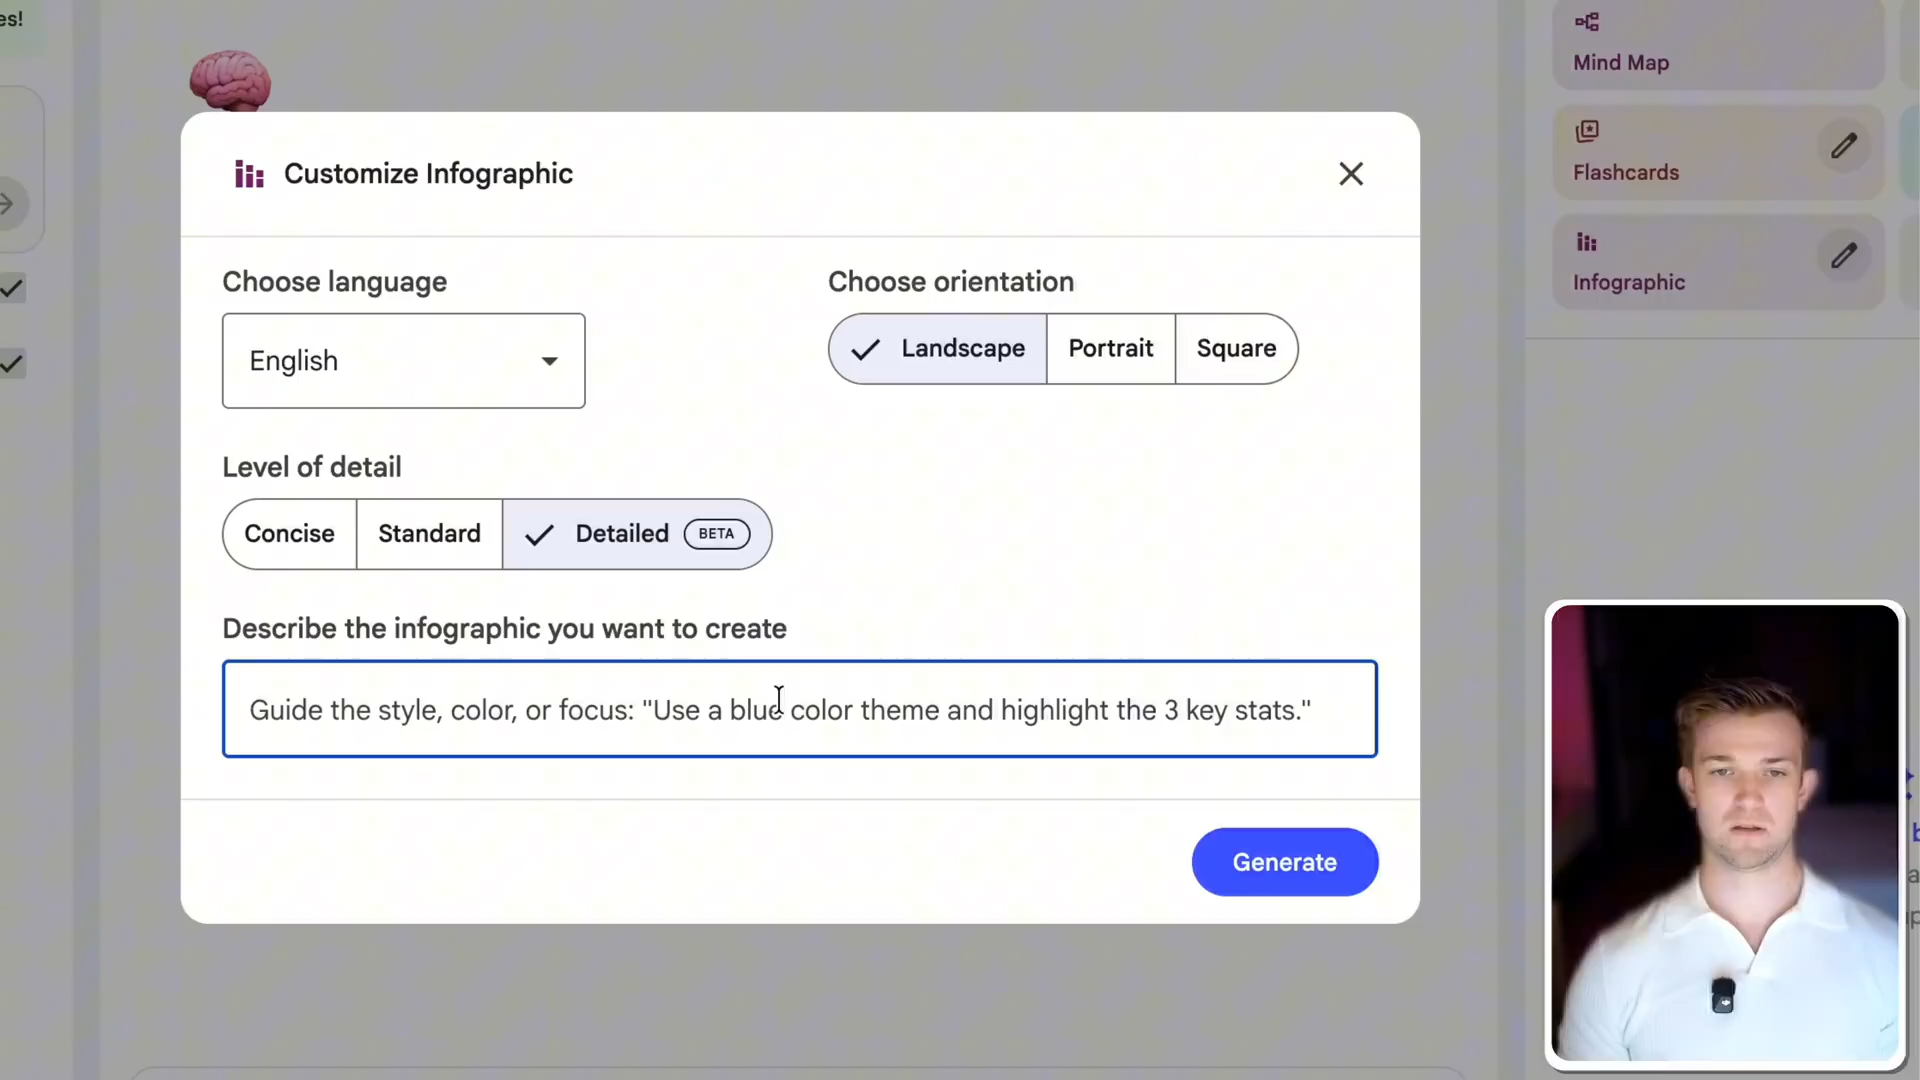 es!
Mind Map
Flashcards
Infographic
Customize Infographic
Choose language
English
Choose orientation
Landscape
Portrait
Square
Level of detail
Concise
Standard
Detailed
BETA
Describe the infographic you want to create
Guide the style, color, or focus: "Use a blue color theme and highlight the 3 key stats."
Generate